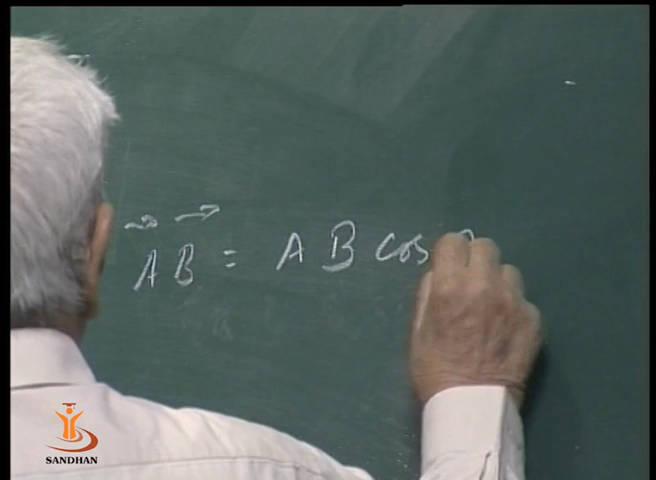 A⃗ B⃗ = A B cos
SANDHAN